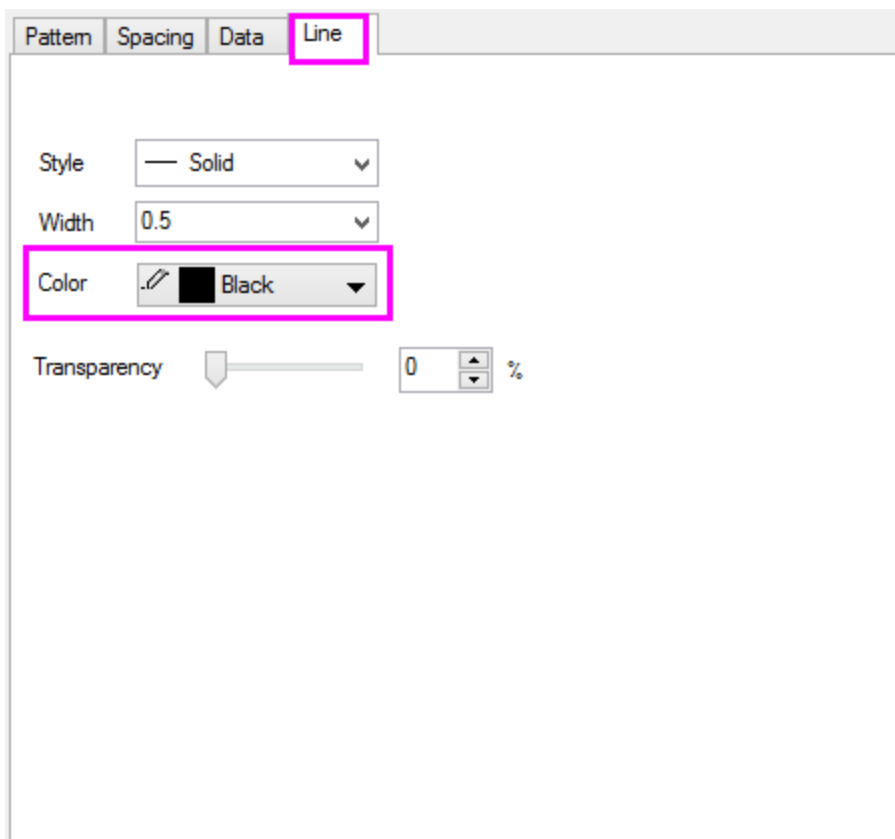 Pattern Spacing Data Line
Style Solid
Width 0.5
Color Black
Transparency 0 %